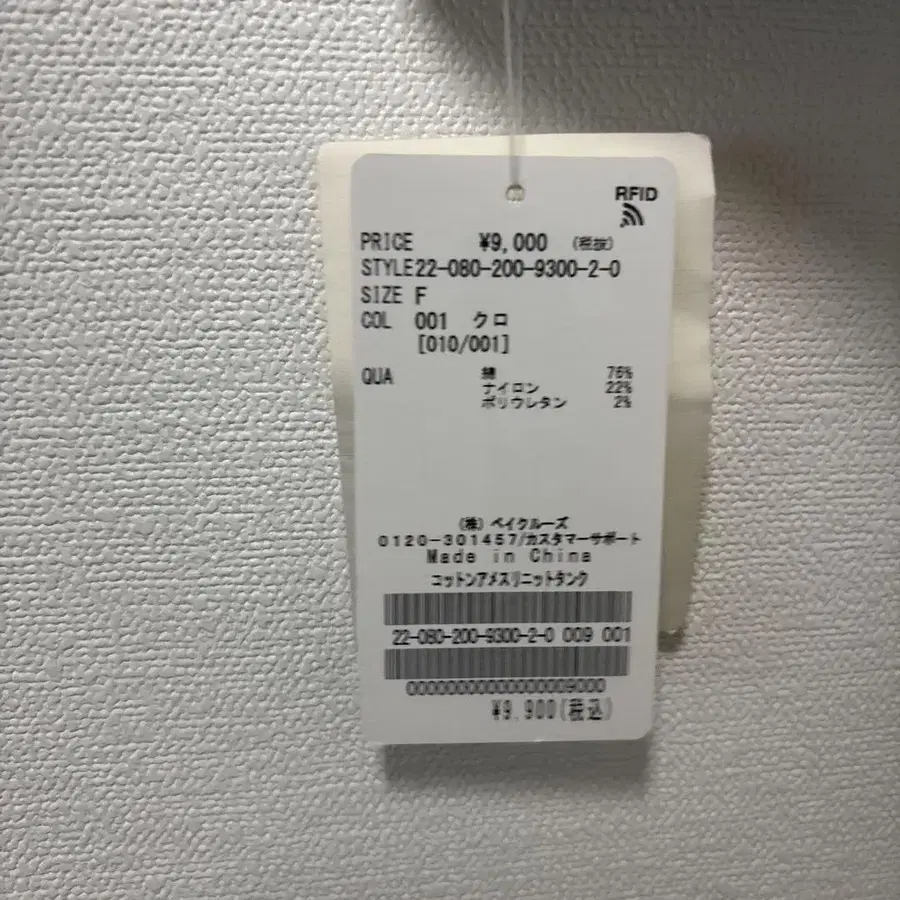 RFID
PRICE ¥9,000 (税抜)
STYLE 22-080-200-9300-2-0
SIZE F
COL 001 クロ
[010/001]
QUA 綿 76%
ナイロン 22%
ポリウレタン 2%
(株) ベイクルーズ
0120-301457/カスタマーサポート
Made in China
コットンアメスリニットタンク
22-080-200-9300-2-0 009 001
0000000000000000009000
¥9,900(税込)